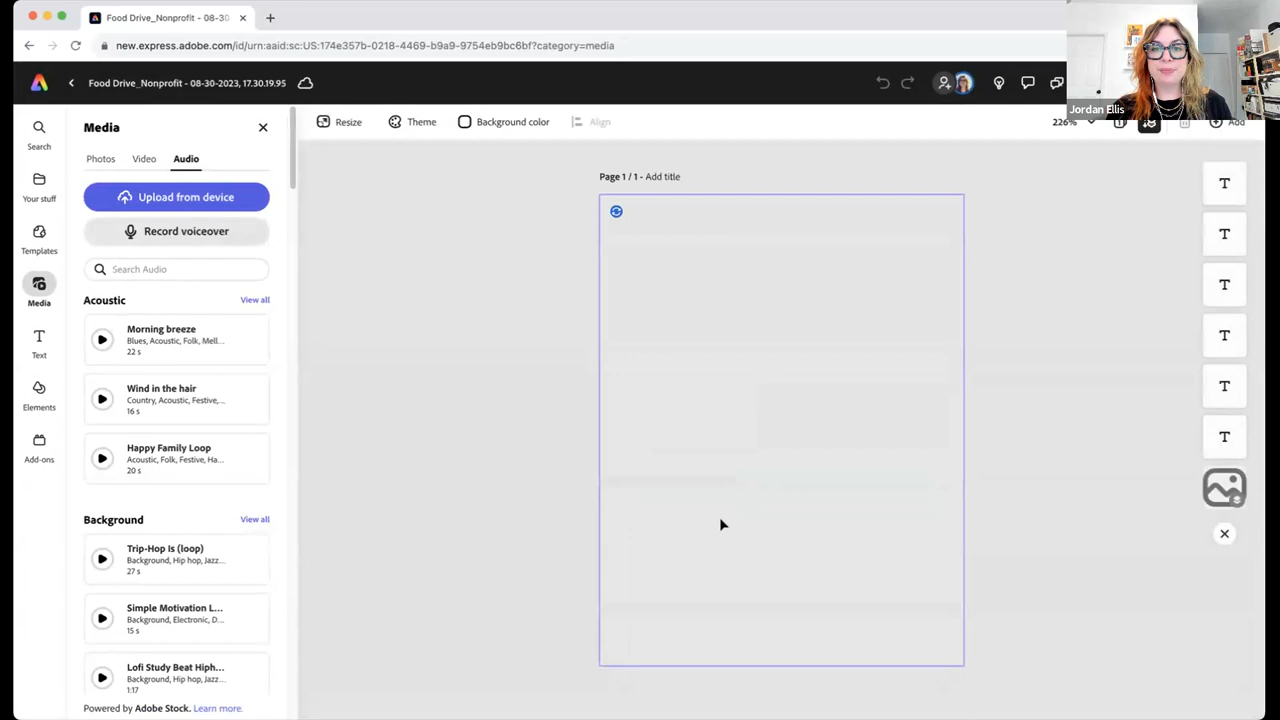 Food Drive_Nonprofit - 08-30
new.express.adobe.com/id/urn:aaid:sc:US:174e357b-0218-4469-b9a9-9754eb9bc6bf?category=media
Food Drive_Nonprofit - 08-30-2023, 17.30.19.95
Jordan Ellis
Search
Your stuff
Templates
Media
Text
Elements
Add-ons
Media
Photos Video Audio
Upload from device
Record voiceover
Search Audio
Acoustic View all
Morning breeze
Blues, Acoustic, Folk, Mell...
22 s
Wind in the hair
Country, Acoustic, Festive,...
16 s
Happy Family Loop
Acoustic, Folk, Festive, Ha...
20 s
Background View all
Trip-Hop Is (loop)
Background, Hip hop, Jazz...
27 s
Simple Motivation L...
Background, Electronic, D...
15 s
Lofi Study Beat Hiph...
Background, Hip hop, Jazz...
1:17
Powered by Adobe Stock. Learn more.
Resize Theme Background color Align 226% Add
Page 1 / 1 - Add title
T
T
T
T
T
T